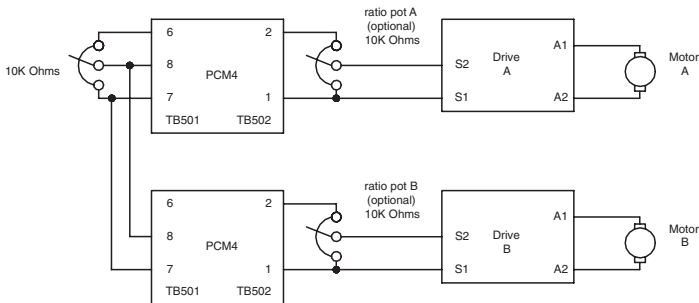 ratio pot A
(optional)
10K Ohms
6
2
8
PCM4
7
1
TB501
TB502
10K Ohms
S2
S1
Drive
A
A1
A2
Motor
A
ratio pot B
(optional)
10K Ohms
6
2
8
PCM4
7
1
TB501
TB502
S2
S1
Drive
B
A1
A2
Motor
B